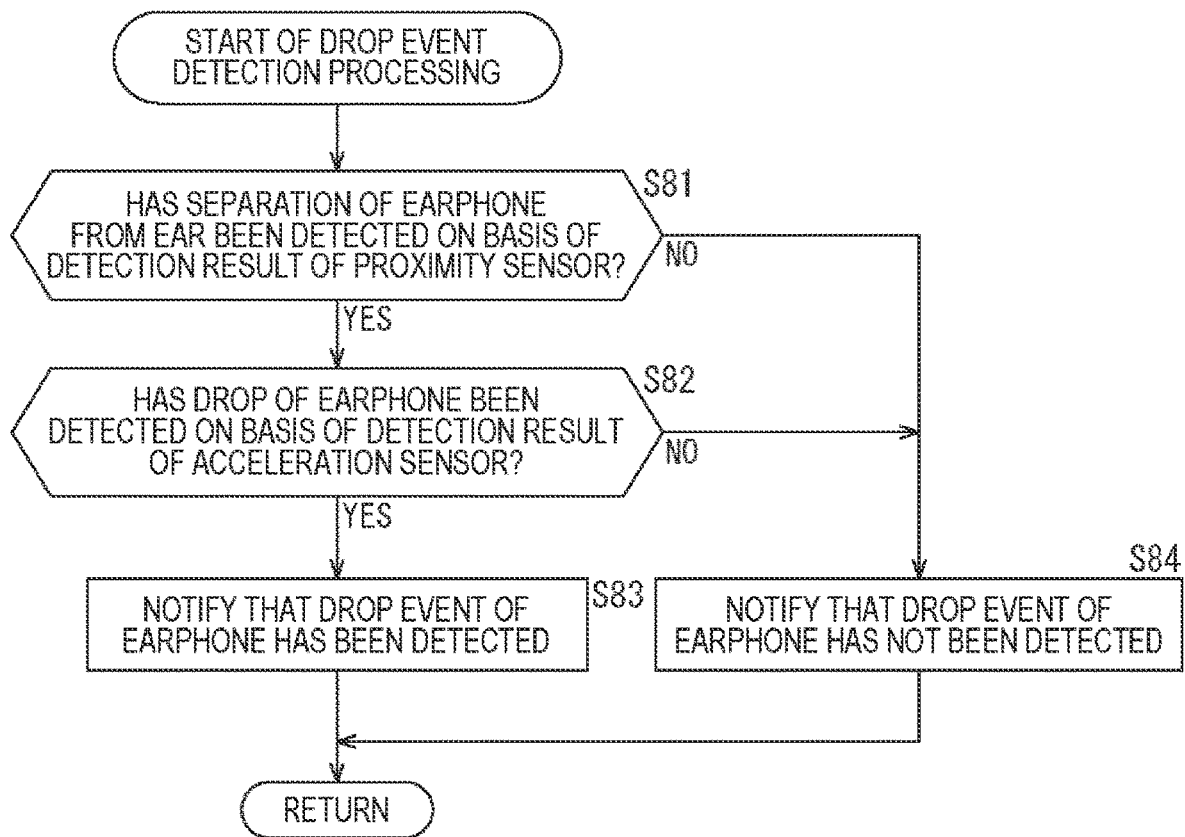 START OF DROP EVENT
DETECTION PROCESSING
S81
HAS SEPARATION OF EARPHONE
FROM EAR BEEN DETECTED ON BASIS OF
DETECTION RESULT OF PROXIMITY SENSOR?
NO
YES
S82
HAS DROP OF EARPHONE BEEN
DETECTED ON BASIS OF DETECTION RESULT
OF ACCELERATION SENSOR?
NO
YES
S83
NOTIFY THAT DROP EVENT OF
EARPHONE HAS BEEN DETECTED
S84
NOTIFY THAT DROP EVENT OF
EARPHONE HAS NOT BEEN DETECTED
RETURN